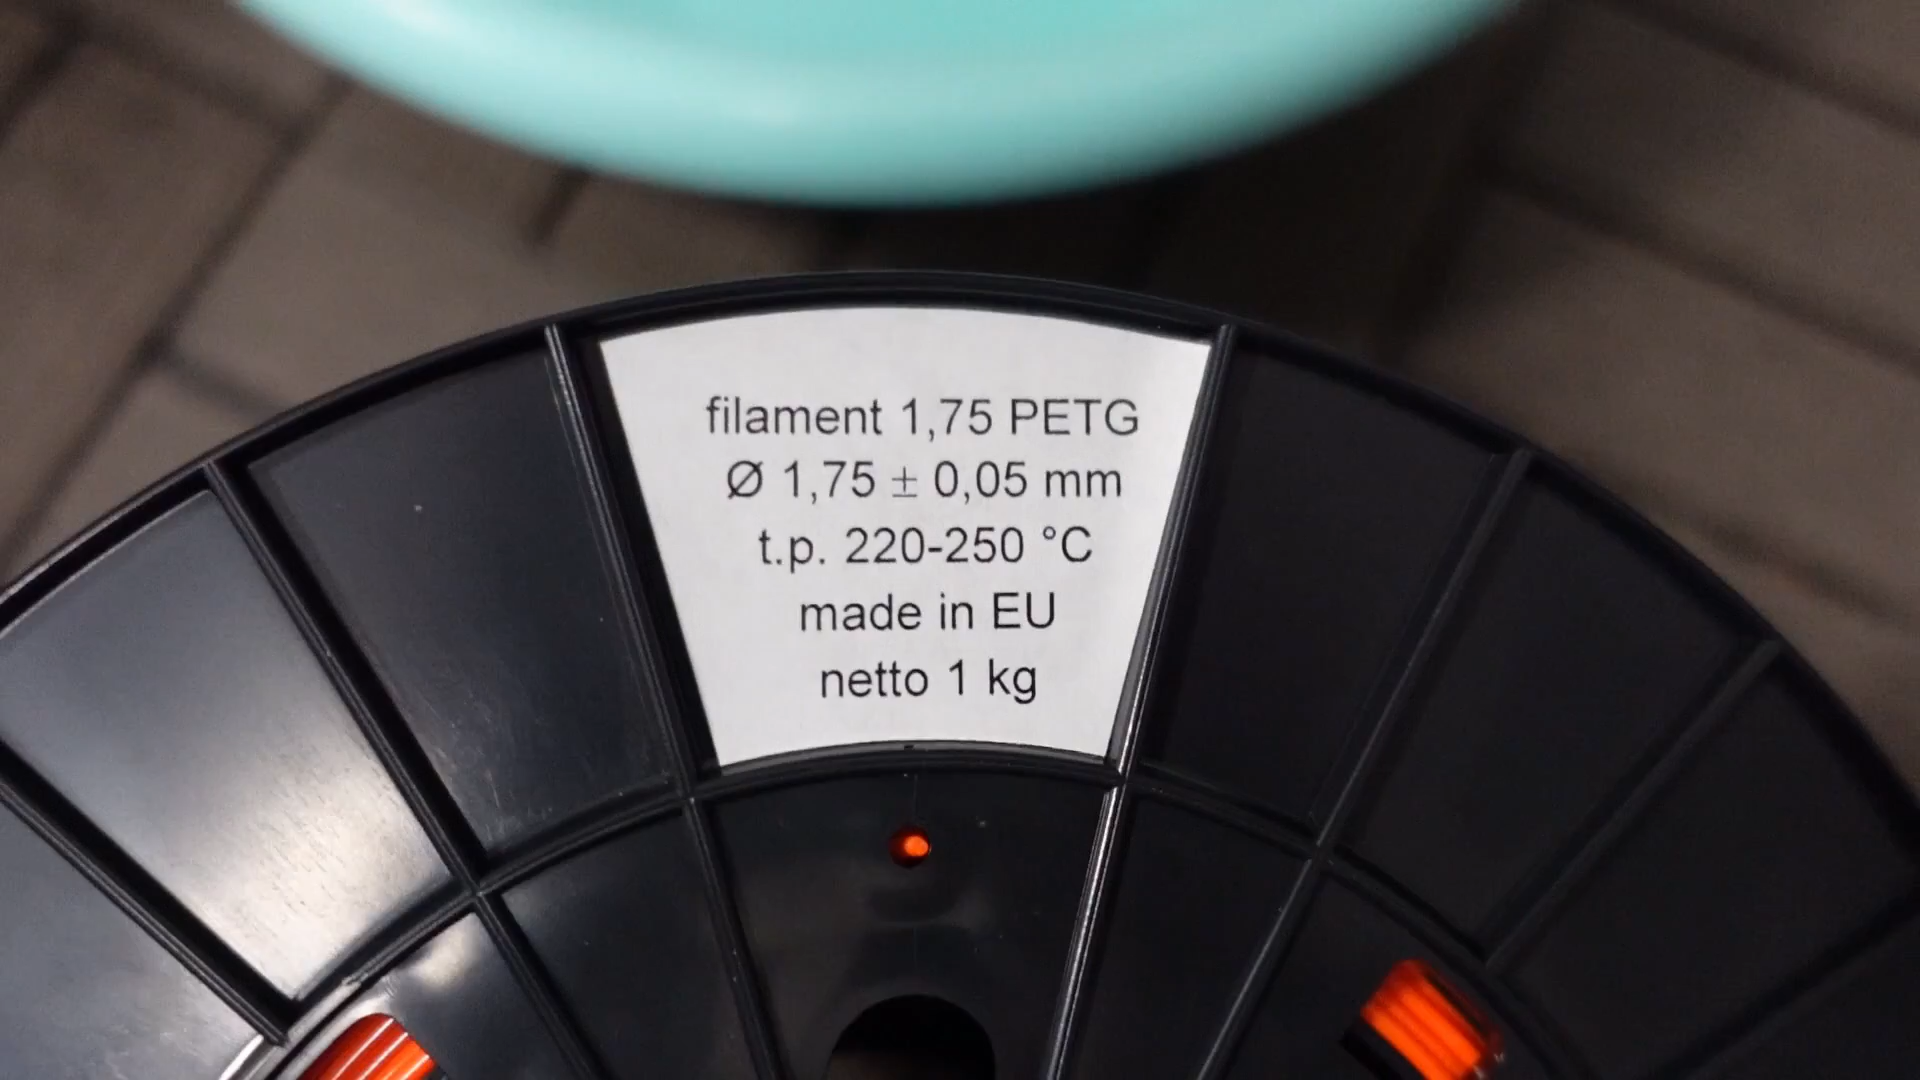 filament 1,75 PETG
Ø 1,75 ± 0,05 mm
t.p. 220-250 °C
made in EU
netto 1 kg